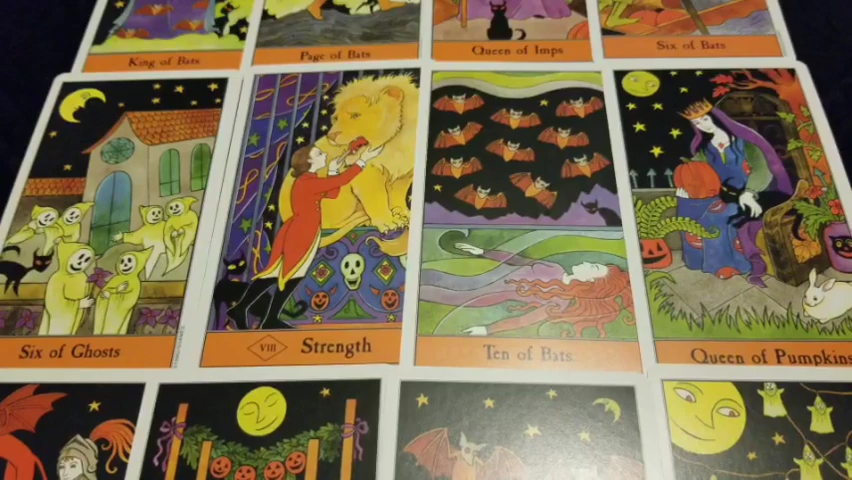 King of Bats
Page of Bats
Queen of Imps
Six of Bats
Six of Ghosts
VIII Strength
Ten of Bats
Queen of Pumpkins